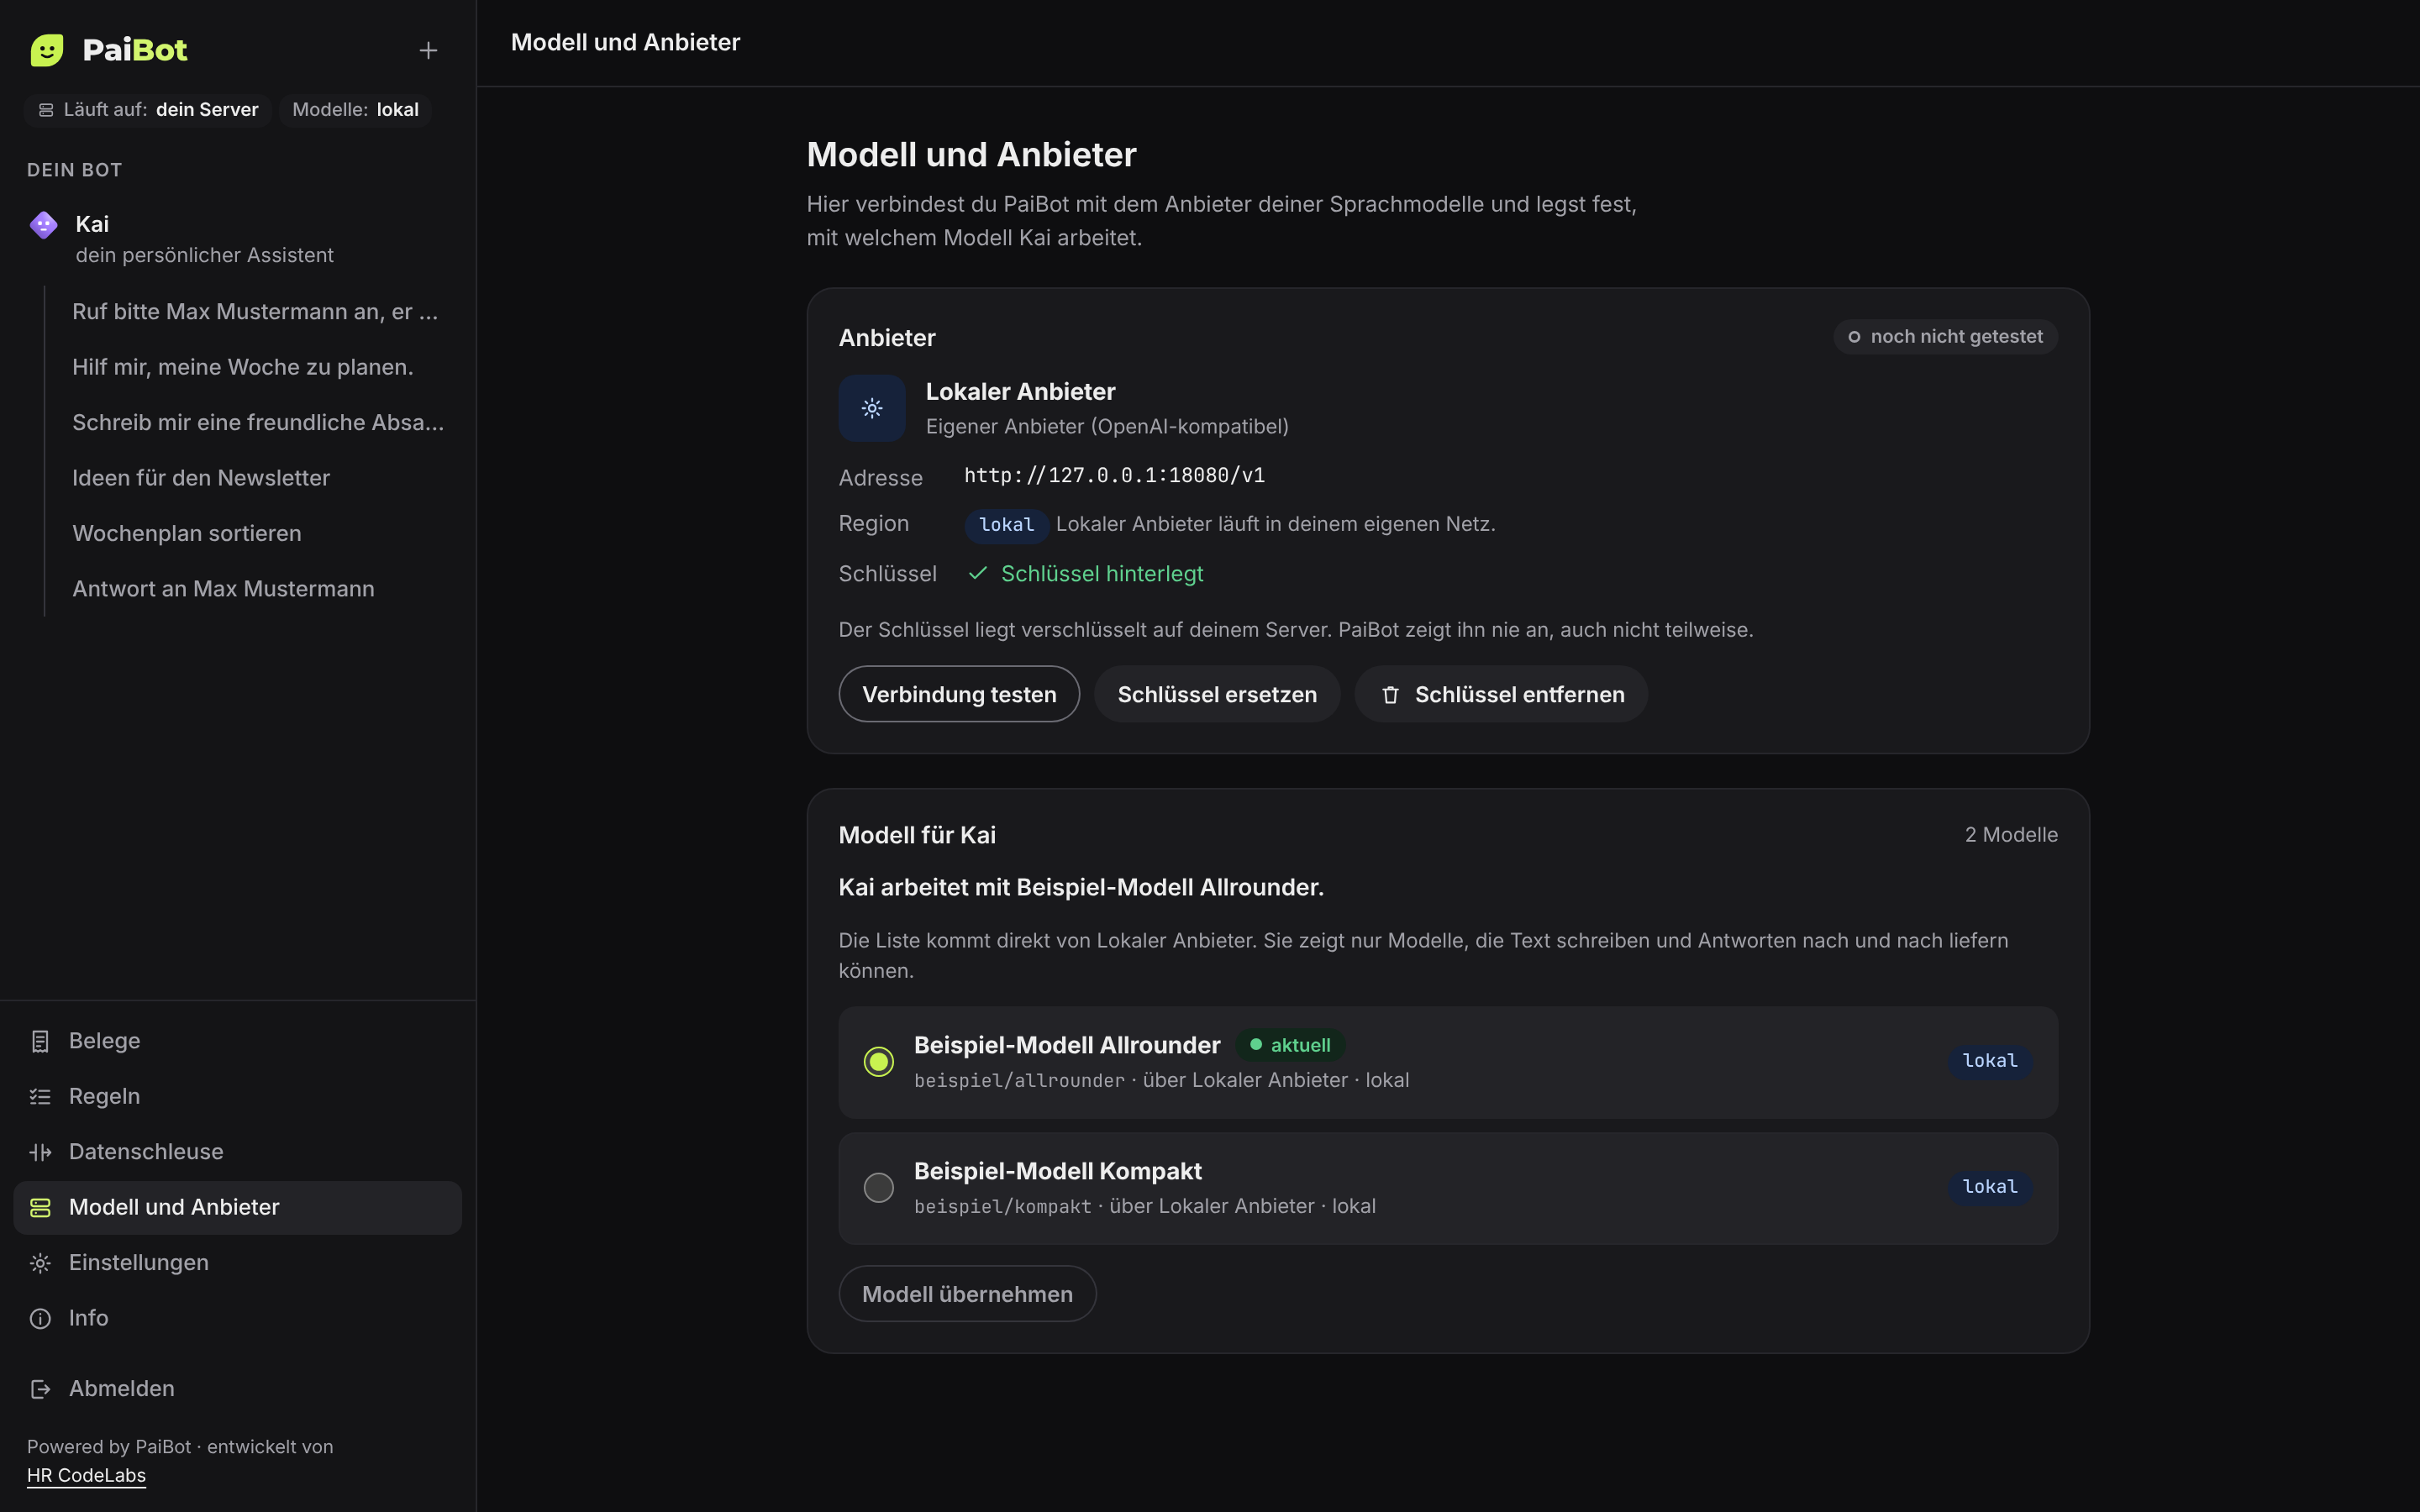 PaiBot
Läuft auf: dein Server
Modelle: lokal
DEIN BOT
Kai
dein persönlicher Assistent
Ruf bitte Max Mustermann an, er ...
Hilf mir, meine Woche zu planen.
Schreib mir eine freundliche Absa...
Ideen für den Newsletter
Wochenplan sortieren
Antwort an Max Mustermann
Belege
Regeln
Datenschleuse
Modell und Anbieter
Einstellungen
Info
Abmelden
Powered by PaiBot · entwickelt von
HR CodeLabs
Modell und Anbieter
Modell und Anbieter
Hier verbindest du PaiBot mit dem Anbieter deiner Sprachmodelle und legst fest,
mit welchem Modell Kai arbeitet.
Anbieter
noch nicht getestet
Lokaler Anbieter
Eigener Anbieter (OpenAI-kompatibel)
Adresse http://127.0.0.1:18080/v1
Region lokal Lokaler Anbieter läuft in deinem eigenen Netz.
Schlüssel Schlüssel hinterlegt
Der Schlüssel liegt verschlüsselt auf deinem Server. PaiBot zeigt ihn nie an, auch nicht teilweise.
Verbindung testen
Schlüssel ersetzen
Schlüssel entfernen
Modell für Kai
2 Modelle
Kai arbeitet mit Beispiel-Modell Allrounder.
Die Liste kommt direkt von Lokaler Anbieter. Sie zeigt nur Modelle, die Text schreiben und Antworten nach und nach liefern
können.
Beispiel-Modell Allrounder aktuell
beispiel/allrounder · über Lokaler Anbieter · lokal
lokal
Beispiel-Modell Kompakt
beispiel/kompakt · über Lokaler Anbieter · lokal
lokal
Modell übernehmen